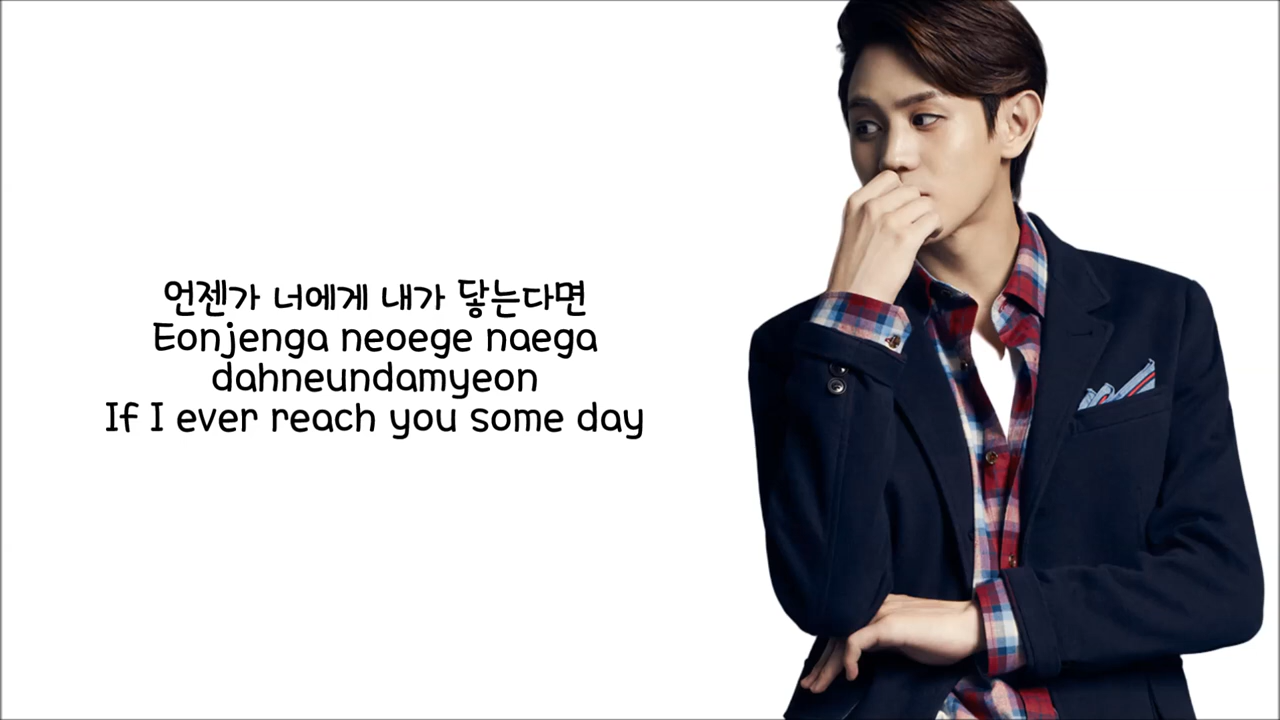 언젠가 너에게 내가 닿는다면
Eonjenga neoege naega
dahneundamyeon
If I ever reach you some day